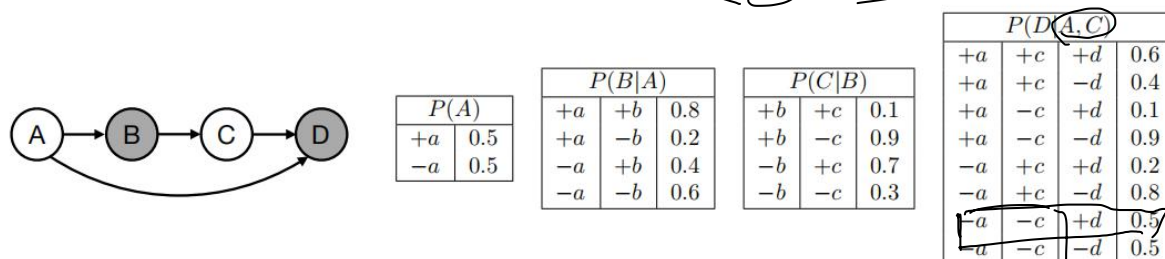 A B C D
P(A)
+a 0.5
−a 0.5
P(B|A)
+a +b 0.8
+a −b 0.2
−a +b 0.4
−a −b 0.6
P(C|B)
+b +c 0.1
+b −c 0.9
−b +c 0.7
−b −c 0.3
P(D|A,C)
+a +c +d 0.6
+a +c −d 0.4
+a −c +d 0.1
+a −c −d 0.9
−a +c +d 0.2
−a +c −d 0.8
−a −c +d 0.5
−a −c −d 0.5